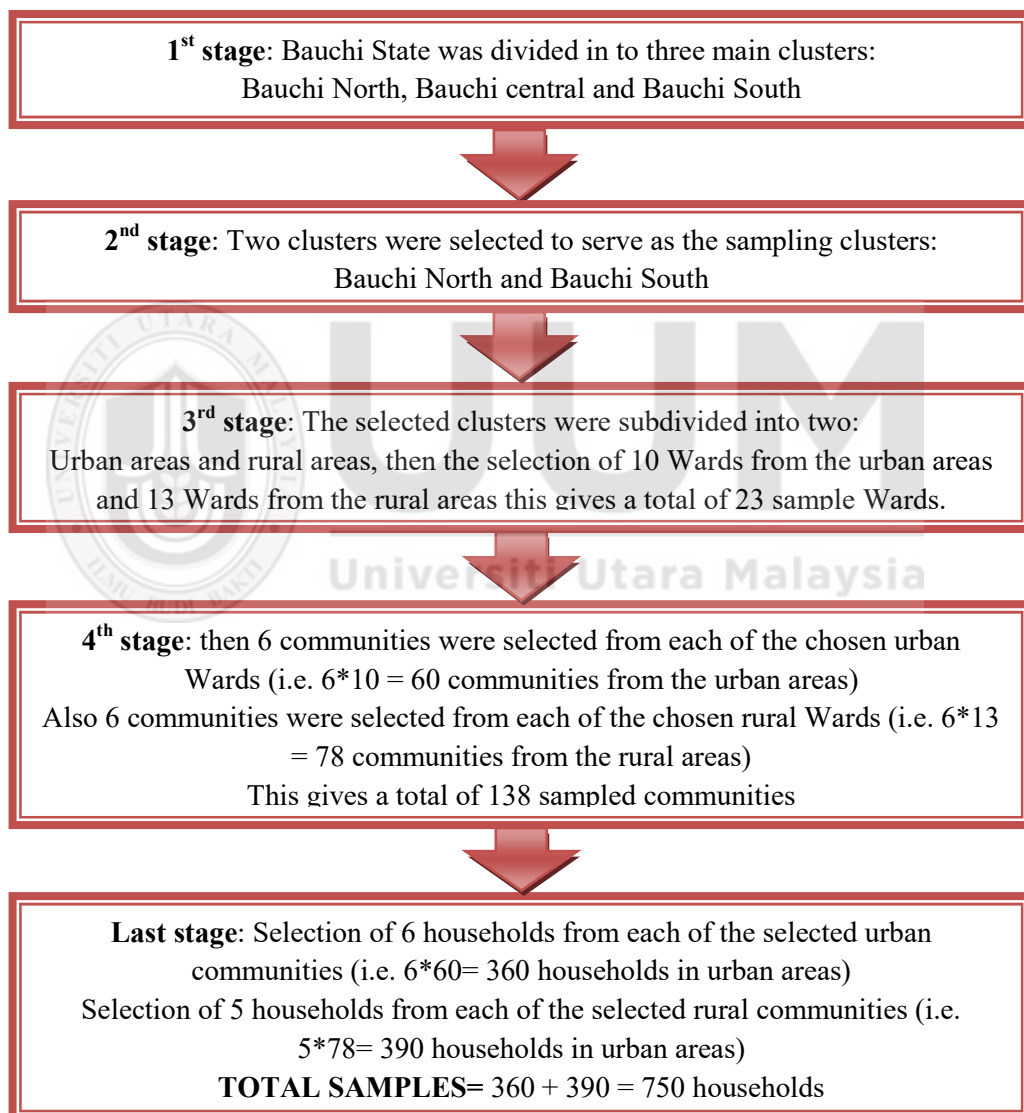 1st stage: Bauchi State was divided in to three main clusters:
Bauchi North, Bauchi central and Bauchi South
2nd stage: Two clusters were selected to serve as the sampling clusters:
Bauchi North and Bauchi South
3rd stage: The selected clusters were subdivided into two:
Urban areas and rural areas, then the selection of 10 Wards from the urban areas
and 13 Wards from the rural areas this gives a total of 23 sample Wards.
UUM
Universiti Utara Malaysia
UNIVERSITI UTARA MALAYSIA
ILMU BUDI BAKTI
4th stage: then 6 communities were selected from each of the chosen urban
Wards (i.e. 6*10 = 60 communities from the urban areas)
Also 6 communities were selected from each of the chosen rural Wards (i.e. 6*13
= 78 communities from the rural areas)
This gives a total of 138 sampled communities
Last stage: Selection of 6 households from each of the selected urban
communities (i.e. 6*60= 360 households in urban areas)
Selection of 5 households from each of the selected rural communities (i.e.
5*78= 390 households in urban areas)
TOTAL SAMPLES= 360 + 390 = 750 households